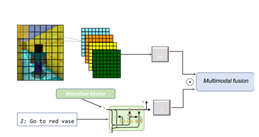 Attention Vector
I: Go to red vase
Multimodal fusion